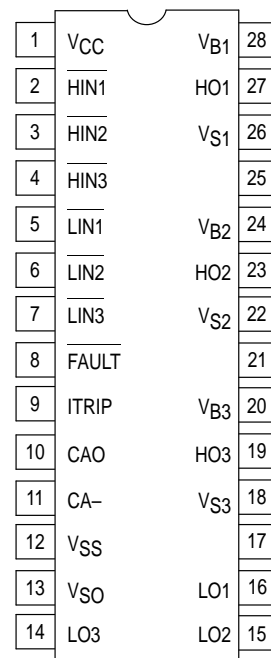 1 VCC VB1 28
2 HIN1 HO1 27
3 HIN2 VS1 26
4 HIN3 25
5 LIN1 VB2 24
6 LIN2 HO2 23
7 LIN3 VS2 22
8 FAULT 21
9 ITRIP VB3 20
10 CAO HO3 19
11 CA– VS3 18
12 VSS 17
13 VSO LO1 16
14 LO3 LO2 15